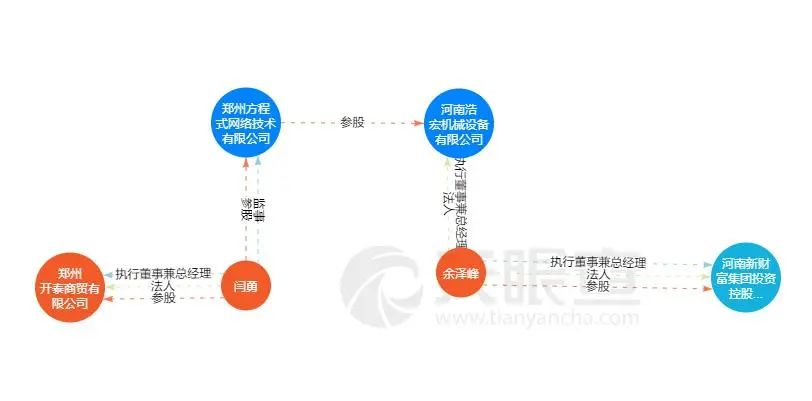 郑州方程
式网络技术
有限公司
参股
河南浩
宏机械设备
有限公司
监事
参股
执行董事兼总经理
法人
郑州
开泰商贸有
限公司
执行董事兼总经理
法人
参股
闫勇
余泽峰
执行董事兼总经理
法人
参股
河南新财
富集团投资
控股...
天眼查
www.tianyancha.com